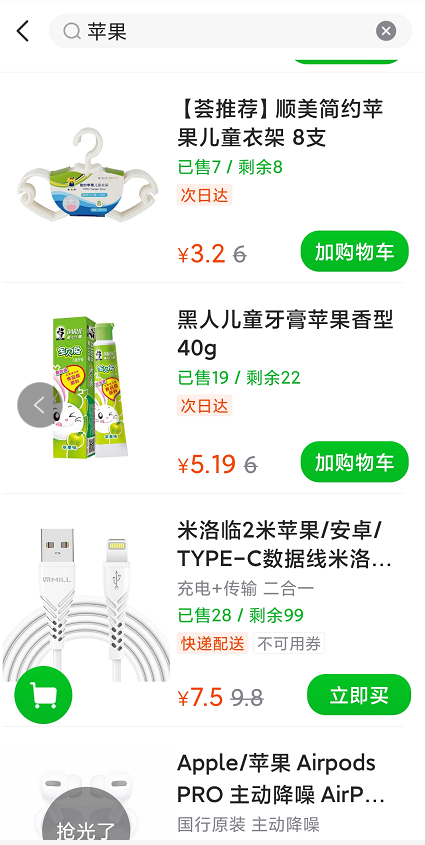 苹果
【荟推荐】顺美简约苹
果儿童衣架 8支
已售7 / 剩余8
次日达
¥3.2 6
加购物车
黑人儿童牙膏苹果香型
40g
已售19 / 剩余22
次日达
¥5.19 6
加购物车
米洛临2米苹果/安卓/
TYPE-C数据线米洛...
充电+传输 二合一
已售28 / 剩余99
快递配送 不可用券
¥7.5 9.8
立即买
MILL
Apple/苹果 Airpods
PRO 主动降噪 AirP...
国行原装 主动降噪
抢光了